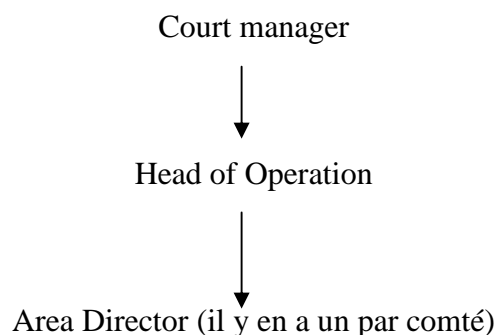 Court manager
Head of Operation
Area Director (il y en a un par comté)